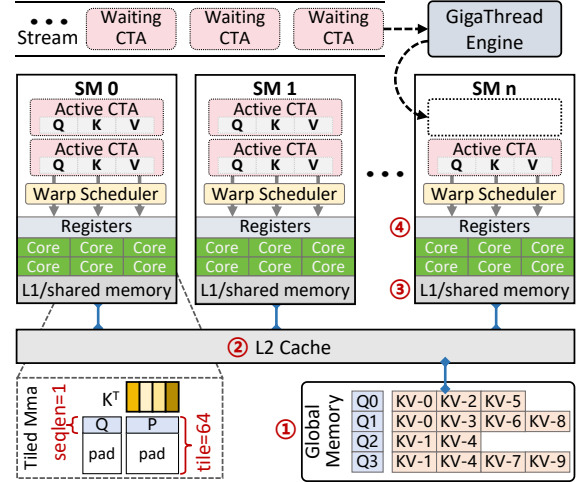 • • •
Stream
Waiting CTA
Waiting CTA
Waiting CTA
GigaThread Engine
SM 0
Active CTA
Q K V
Active CTA
Q K V
Warp Scheduler
Registers
Core Core Core
Core Core Core
L1/shared memory
SM 1
Active CTA
Q K V
Active CTA
Q K V
Warp Scheduler
Registers
Core Core Core
Core Core Core
L1/shared memory
• • •
SM n
Active CTA
Q K V
Warp Scheduler
④ Registers
Core Core Core
Core Core Core
③ L1/shared memory
② L2 Cache
Tiled Mma
seqlen=1
Kᵀ
Q P
pad pad
tile=64
① Global Memory
Q0 KV-0 KV-2 KV-5
Q1 KV-0 KV-3 KV-6 KV-8
Q2 KV-1 KV-4
Q3 KV-1 KV-4 KV-7 KV-9